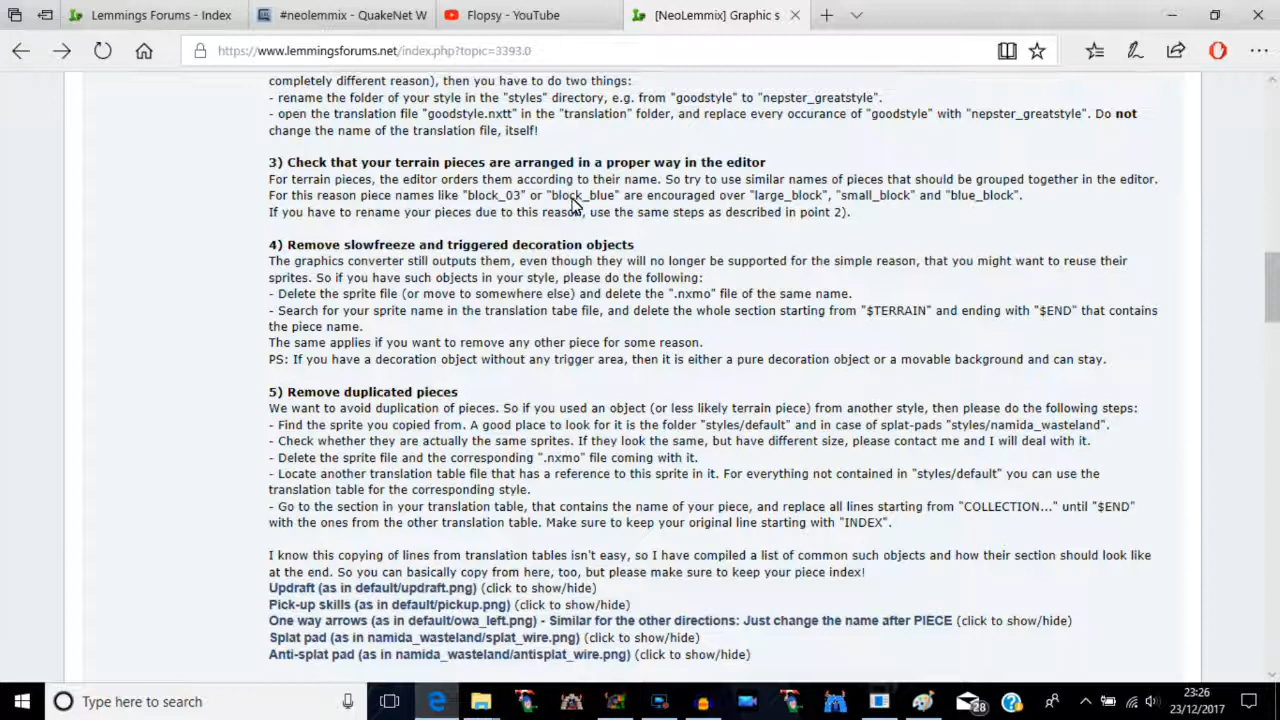 Lemmings Forums - Index
#neolemmix - QuakeNet W
Flopsy - YouTube
[NeoLemmix] Graphic s
https://www.lemmingsforums.net/index.php?topic=3393.0
completely different reason), then you have to do two things:
- rename the folder of your style in the "styles" directory, e.g. from "goodstyle" to "nepster_greatstyle".
- open the translation file "goodstyle.nxtt" in the "translation" folder, and replace every occurance of "goodstyle" with "nepster_greatstyle". Do not
change the name of the translation file, itself!
3) Check that your terrain pieces are arranged in a proper way in the editor
For terrain pieces, the editor orders them according to their name. So try to use similar names of pieces that should be grouped together in the editor.
For this reason piece names like "block_03" or "block_blue" are encouraged over "large_block", "small_block" and "blue_block".
If you have to rename your pieces due to this reason, use the same steps as described in point 2).
4) Remove slowfreeze and triggered decoration objects
The graphics converter still outputs them, even though they will no longer be supported for the simple reason, that you might want to reuse their
sprites. So if you have such objects in your style, please do the following:
- Delete the sprite file (or move to somewhere else) and delete the ".nxmo" file of the same name.
- Search for your sprite name in the translation tabe file, and delete the whole section starting from "$TERRAIN" and ending with "$END" that contains
the piece name.
The same applies if you want to remove any other piece for some reason.
PS: If you have a decoration object without any trigger area, then it is either a pure decoration object or a movable background and can stay.
5) Remove duplicated pieces
We want to avoid duplication of pieces. So if you used an object (or less likely terrain piece) from another style, then please do the following steps:
- Find the sprite you copied from. A good place to look for it is the folder "styles/default" and in case of splat-pads "styles/namida_wasteland".
- Check whether they are actually the same sprites. If they look the same, but have different size, please contact me and I will deal with it.
- Delete the sprite file and the corresponding ".nxmo" file coming with it.
- Locate another translation table file that has a reference to this sprite in it. For everything not contained in "styles/default" you can use the
translation table for the corresponding style.
- Go to the section in your translation table, that contains the name of your piece, and replace all lines starting from "COLLECTION..." until "$END"
with the ones from the other translation table. Make sure to keep your original line starting with "INDEX".
I know this copying of lines from translation tables isn't easy, so I have compiled a list of common such objects and how their section should look like
at the end. So you can basically copy from here, too, but please make sure to keep your piece index!
Updraft (as in default/updraft.png) (click to show/hide)
Pick-up skills (as in default/pickup.png) (click to show/hide)
One way arrows (as in default/owa_left.png) - Similar for the other directions: Just change the name after PIECE (click to show/hide)
Splat pad (as in namida_wasteland/splat_wire.png) (click to show/hide)
Anti-splat pad (as in namida_wasteland/antisplat_wire.png) (click to show/hide)
Type here to search
28
23:26
23/12/2017